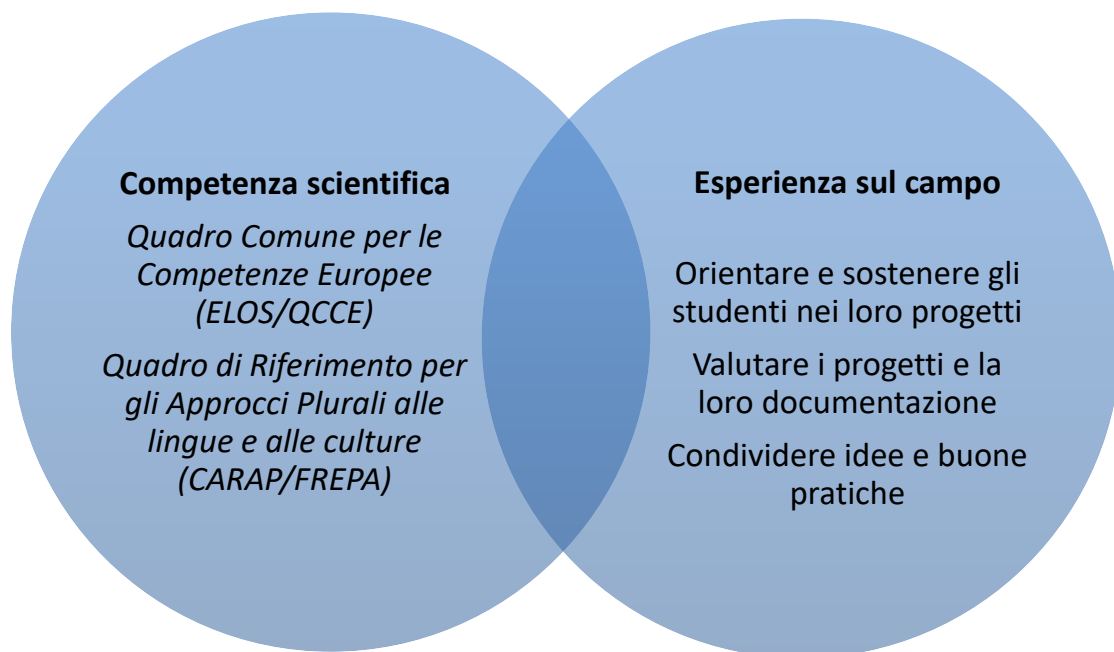 Competenza scientifica
Quadro Comune per le
Competenze Europee
(ELOS/QCCE)
Quadro di Riferimento per
gli Approcci Plurali alle
lingue e alle culture
(CARAP/FREPA)
Esperienza sul campo
Orientare e sostenere gli
studenti nei loro progetti
Valutare i progetti e la
loro documentazione
Condividere idee e buone
pratiche